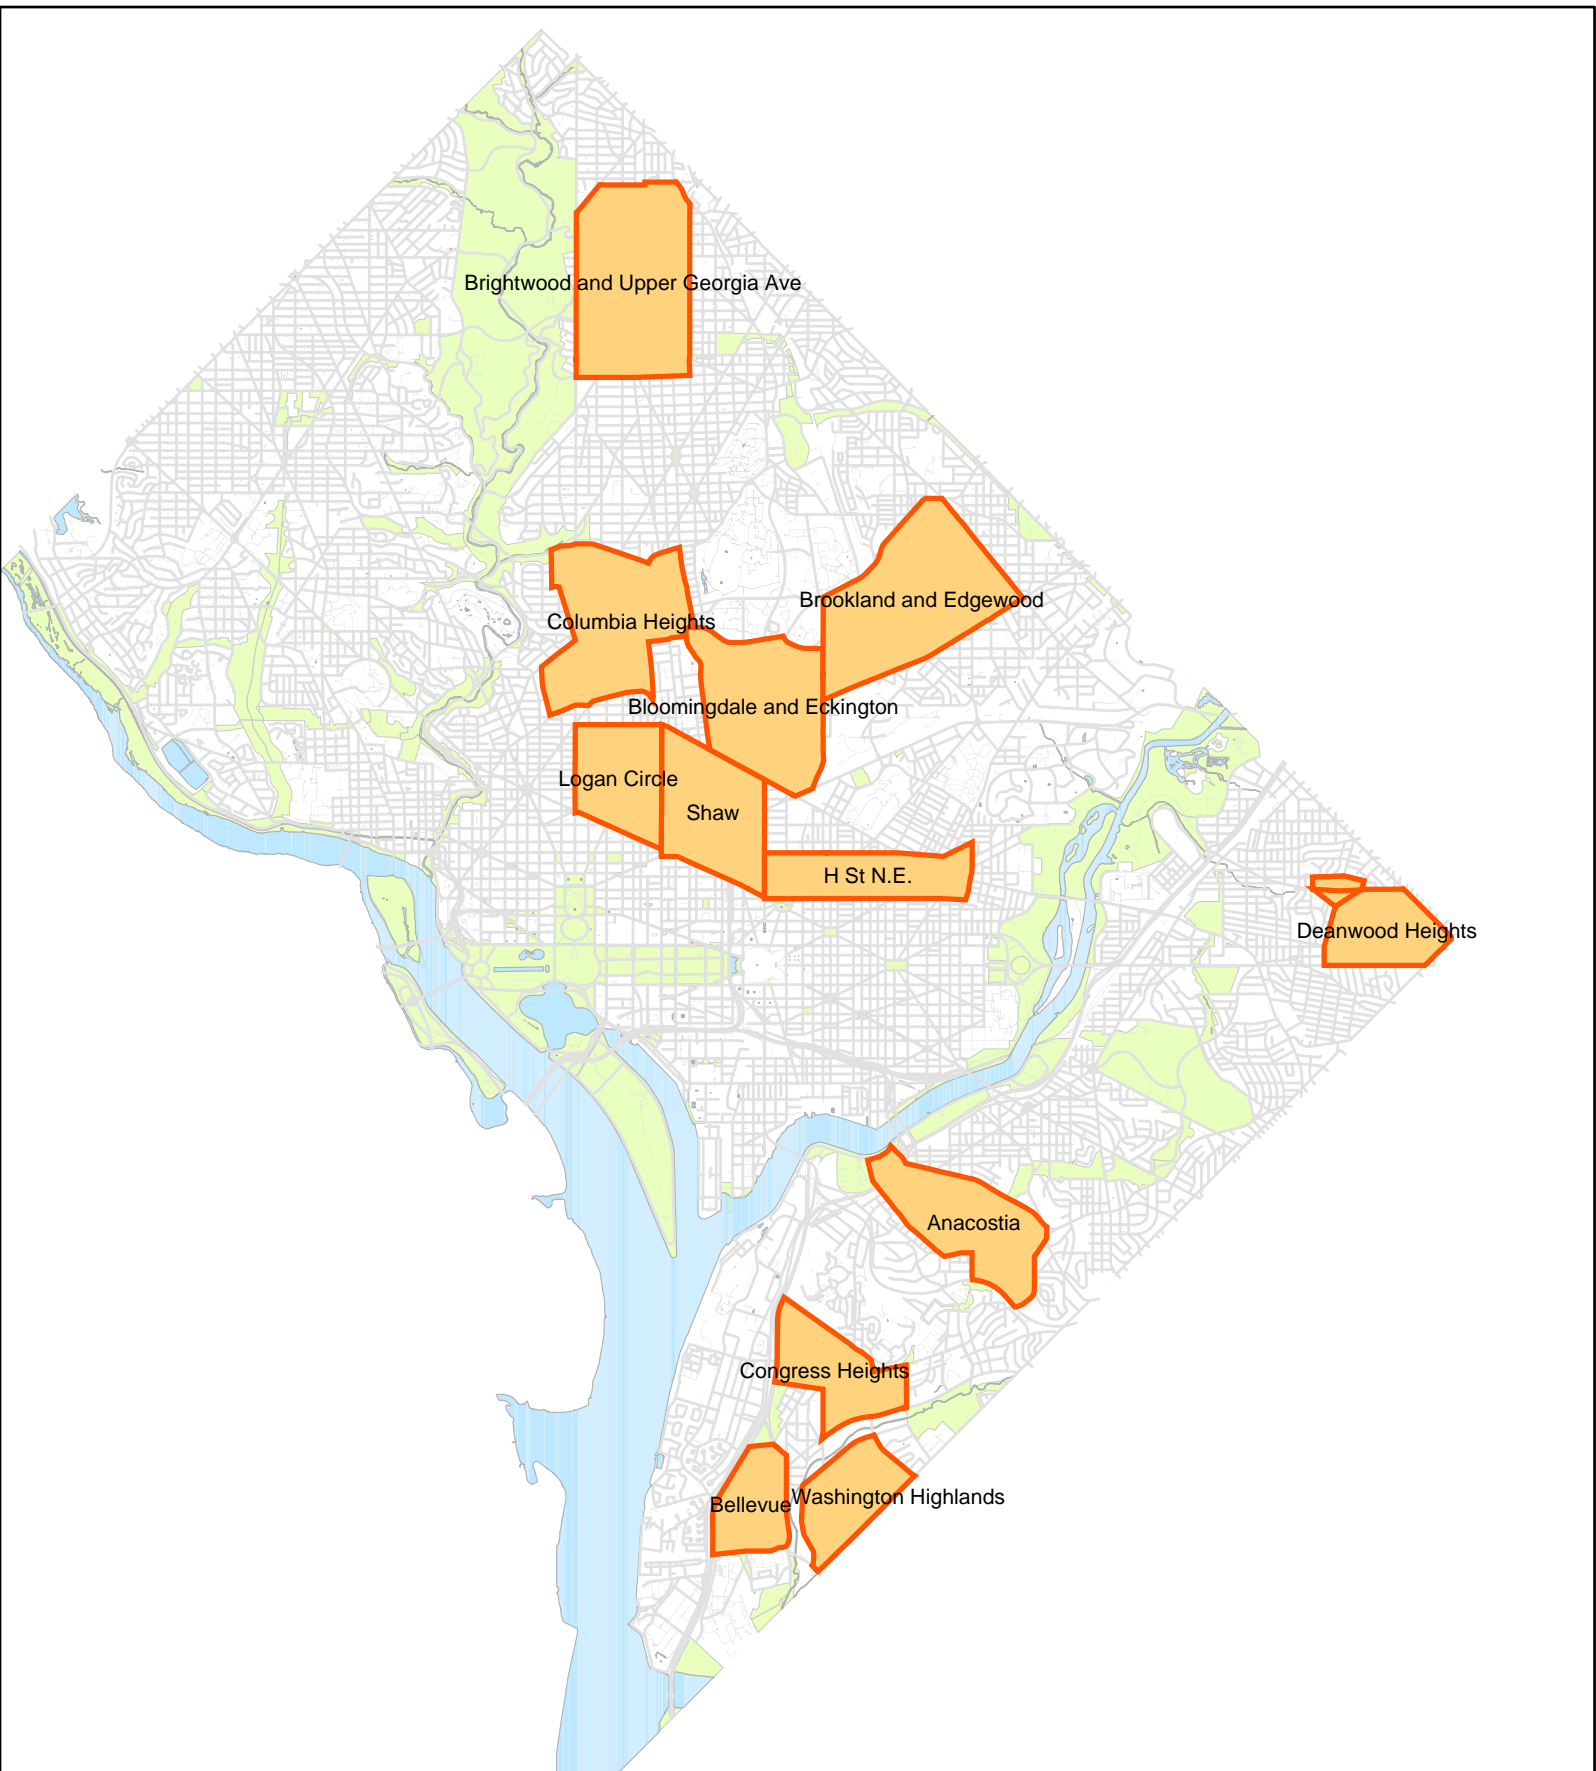 Brightwood and Upper Georgia Ave
Brookland and Edgewood
Columbia Heights
Bloomingdale and Eckington
Logan Circle
Shaw
H St N.E.
Deanwood Heights
Anacostia
Congress Heights
Washington Highlands
Bellevue